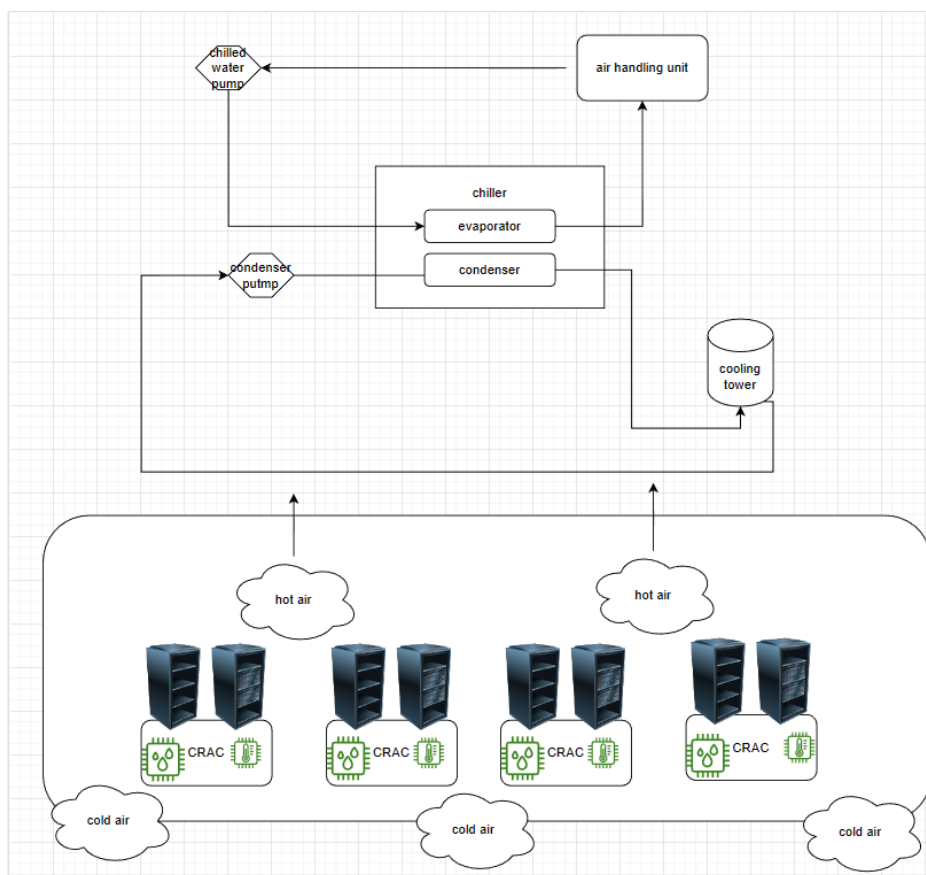 chilled
water
pump
air handling unit
chiller
evaporator
condenser
putmp
condenser
cooling
tower
hot air
hot air
CRAC
CRAC
CRAC
CRAC
cold air
cold air
cold air